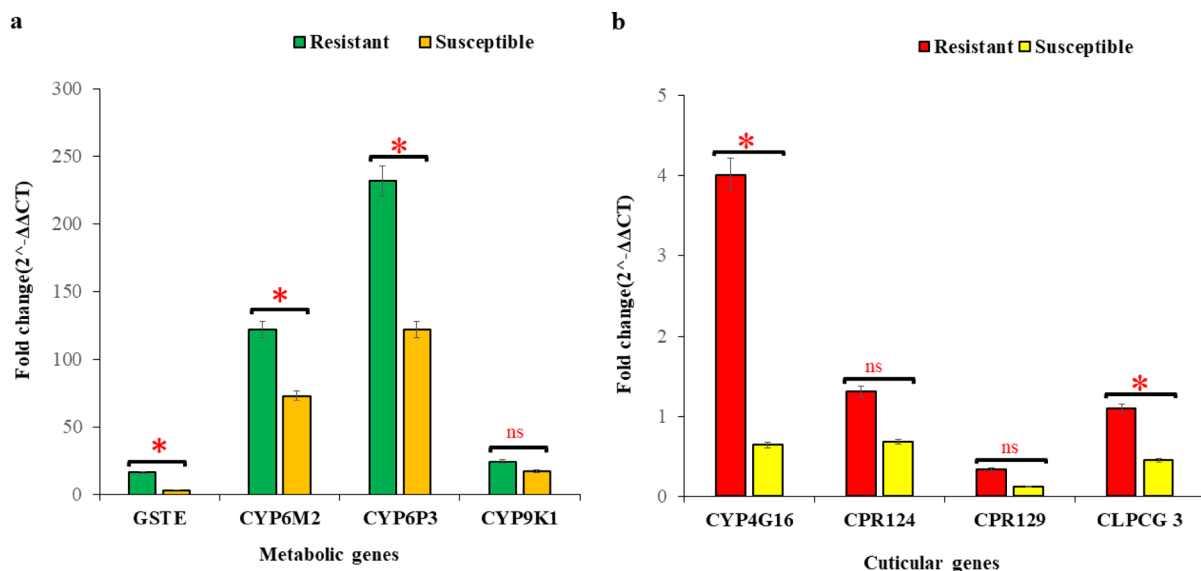 a
Resistant Susceptible
Fold change(2^-ΔΔCT)
300
250
200
150
100
50
0
*
*
*
ns
GSTE CYP6M2 CYP6P3 CYP9K1
Metabolic genes
b
Resistant Susceptible
Fold change(2^-ΔΔCT)
5
4
3
2
1
0
*
ns
ns
*
CYP4G16 CPR124 CPR129 CLPCG 3
Cuticular genes